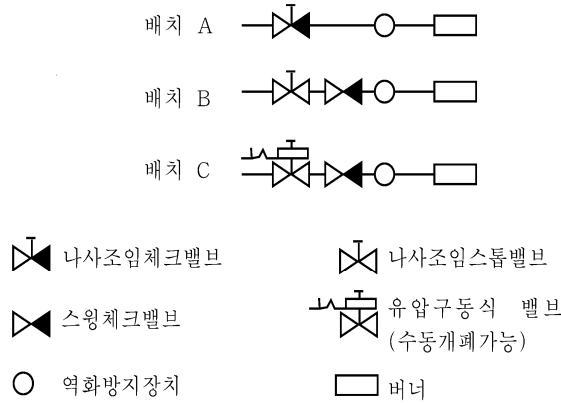 배치 A
배치 B
배치 C
나사조임체크밸브
나사조임스톱밸브
스윙체크밸브
유압구동식 밸브
(수동개폐가능)
역화방지장치
버너